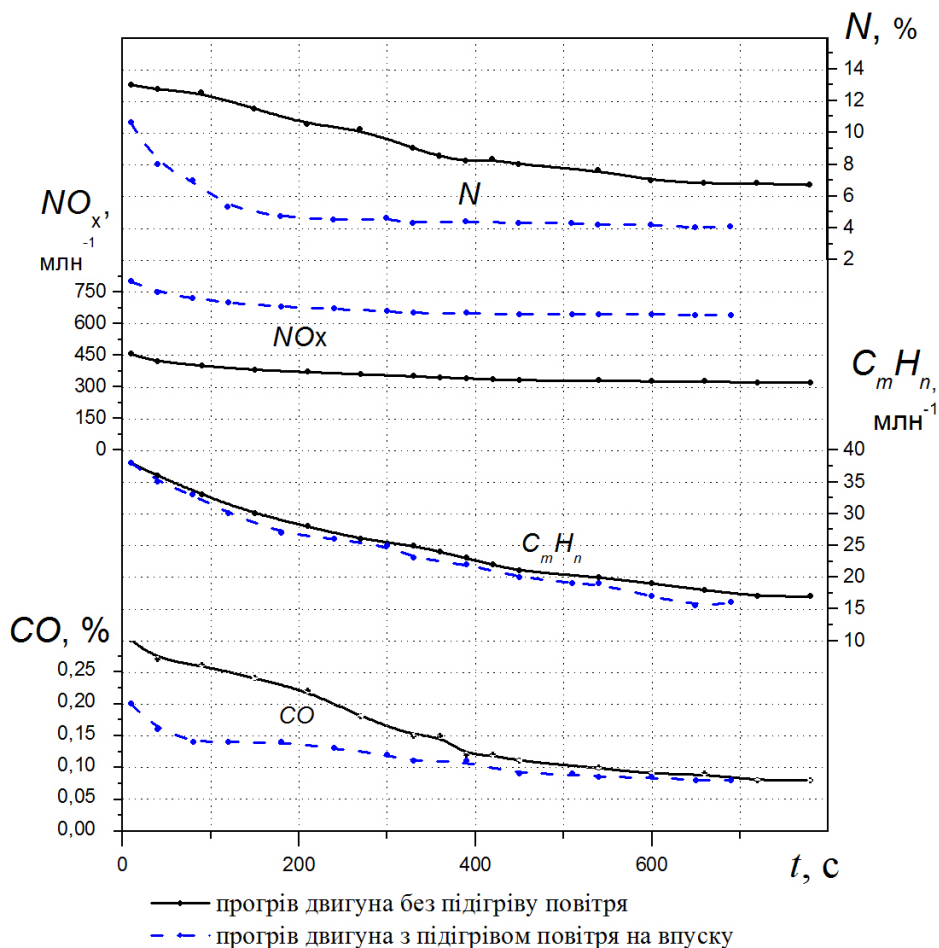 N, %
14
12
10
8
6
4
2
N
NOx,
млн-1
750
600
450
300
150
0
NOx
CmHn,
млн-1
40
35
30
25
20
15
10
CmHn
CO, %
0,25
0,20
0,15
0,10
0,05
0,00
CO
0 200 400 600 t, с
прогрів двигуна без підігріву повітря
прогрів двигуна з підігрівом повітря на впуску